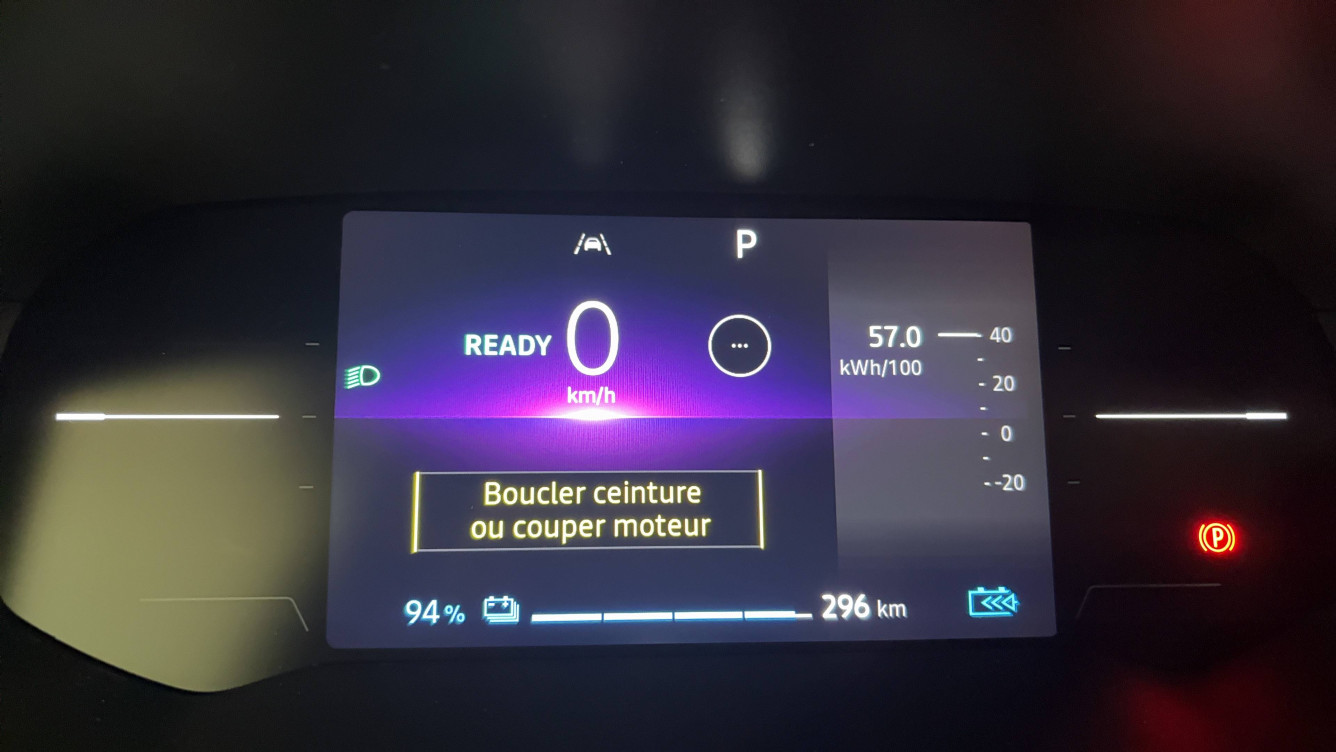 P
READY 0
km/h
57.0
kWh/100
40
20
0
-20
Boucler ceinture
ou couper moteur
94% 296 km
P